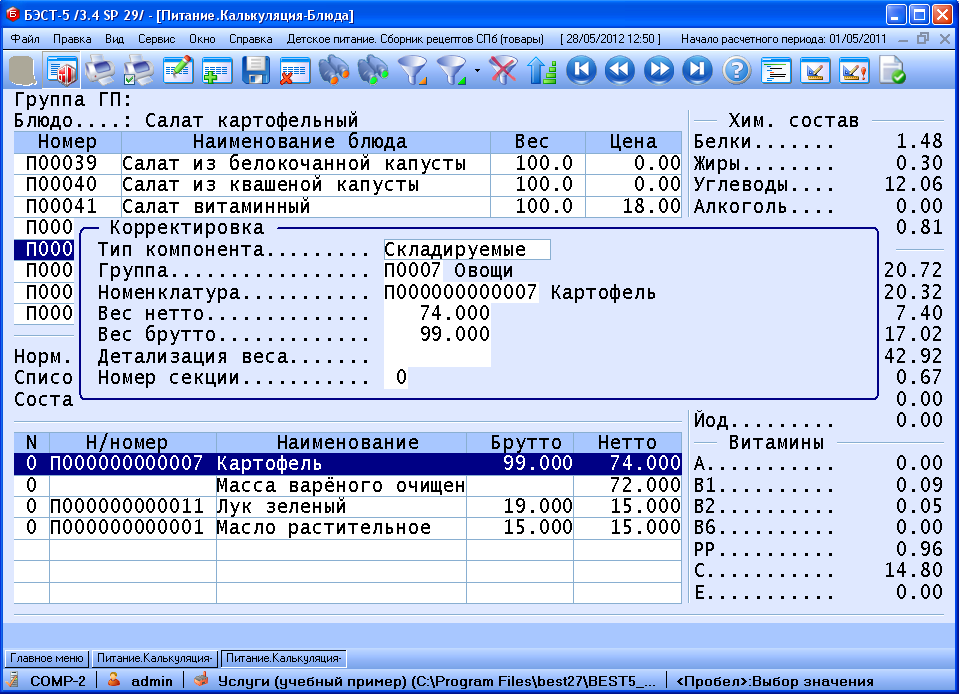 БЭСТ-5 /3.4 SP 29/ - [Питание.Калькуляция-Блюда]
Файл Правка Вид Сервис Окно Справка Детское питание. Сборник рецептов СПб (товары) [ 28/05/2012 12:50 ] Начало расчетного периода: 01/05/2011
Группа ГП:
Блюдо....: Салат картофельный
Номер Наименование блюда Вес Цена
П00039 Салат из белокочанной капусты 100.0 0.00
П00040 Салат из квашеной капусты 100.0 0.00
П00041 Салат витаминный 100.0 18.00
П000
П000
П000
П000
П000
Норм.
Списо
Соста
Корректировка
Тип компонента......... Складируемые
Группа................. П0007 Овощи
Номенклатура........... П000000000007 Картофель
Вес нетто.............. 74.000
Вес брутто............. 99.000
Детализация веса.......
Номер секции........... 0
Хим. состав
Белки....... 1.48
Жиры........ 0.30
Углеводы.... 12.06
Алкоголь.... 0.00
0.81
20.72
20.32
7.40
17.02
42.92
0.67
0.00
Йод......... 0.00
N Н/номер Наименование Брутто Нетто
0 П000000000007 Картофель 99.000 74.000
0 Масса варёного очищен 72.000
0 П000000000011 Лук зеленый 19.000 15.000
0 П000000000001 Масло растительное 15.000 15.000
Витамины
А........... 0.00
В1.......... 0.09
В2.......... 0.05
В6.......... 0.00
РР.......... 0.96
С........... 14.80
Е........... 0.00
Главное меню Питание.Калькуляция- Питание.Калькуляция-
COMP-2 admin Услуги (учебный пример) (C:\Program Files\best27\BEST5_... <Пробел>:Выбор значения